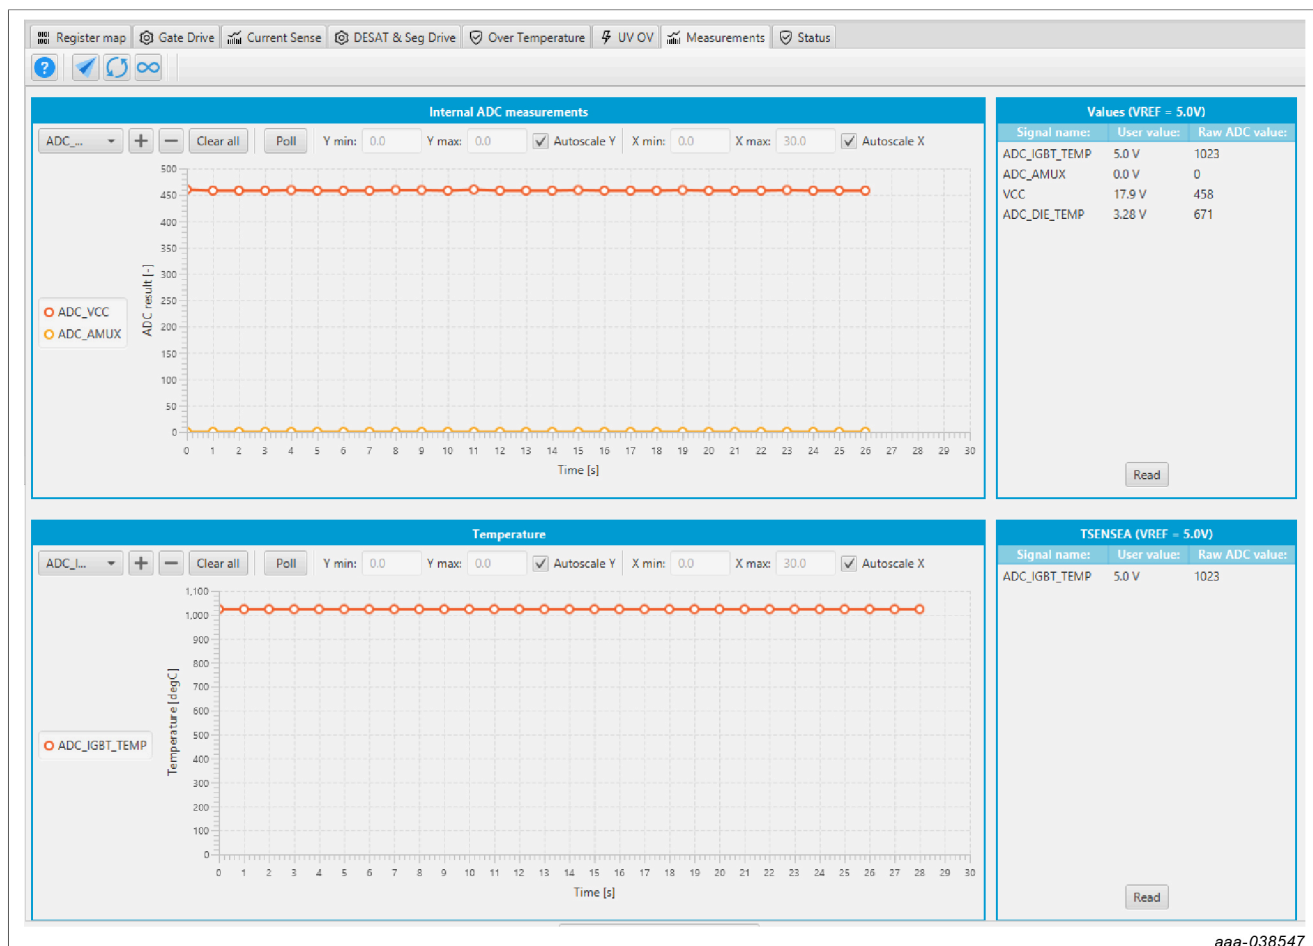 Register map Gate Drive Current Sense DESAT & Seg Drive Over Temperature UV OV Measurements Status
Internal ADC measurements
ADC_... Clear all Poll Y min: 0.0 Y max: 0.0 Autoscale Y X min: 0.0 X max: 30.0 Autoscale X
500
450
400
350
300
250
200
150
100
50
0
ADC result [-]
ADC_VCC
ADC_AMUX
0 1 2 3 4 5 6 7 8 9 10 11 12 13 14 15 16 17 18 19 20 21 22 23 24 25 26 27 28 29 30
Time [s]
Values (VREF = 5.0V)
Signal name: User value: Raw ADC value:
ADC_IGBT_TEMP 5.0 V 1023
ADC_AMUX 0.0 V 0
VCC 17.9 V 458
ADC_DIE_TEMP 3.28 V 671
Read
Temperature
ADC_I... Clear all Poll Y min: 0.0 Y max: 0.0 Autoscale Y X min: 0.0 X max: 30.0 Autoscale X
1,100
1,000
900
800
700
600
500
400
300
200
100
0
Temperature [degC]
ADC_IGBT_TEMP
0 1 2 3 4 5 6 7 8 9 10 11 12 13 14 15 16 17 18 19 20 21 22 23 24 25 26 27 28 29 30
Time [s]
TSENSEA (VREF = 5.0V)
Signal name: User value: Raw ADC value:
ADC_IGBT_TEMP 5.0 V 1023
Read
aaa-038547